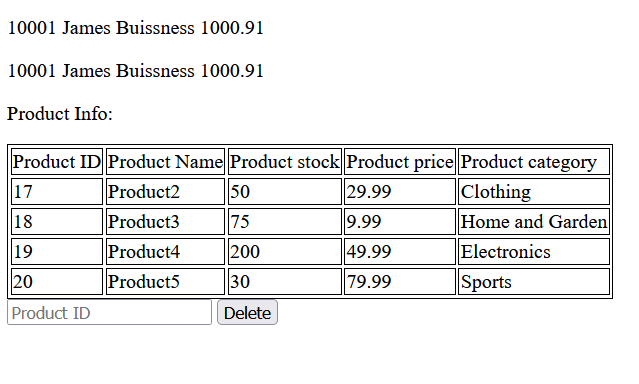 10001 James Buissness 1000.91
10001 James Buissness 1000.91
Product Info:
Product ID Product Name Product stock Product price Product category
17 Product2 50 29.99 Clothing
18 Product3 75 9.99 Home and Garden
19 Product4 200 49.99 Electronics
20 Product5 30 79.99 Sports
Product ID Delete